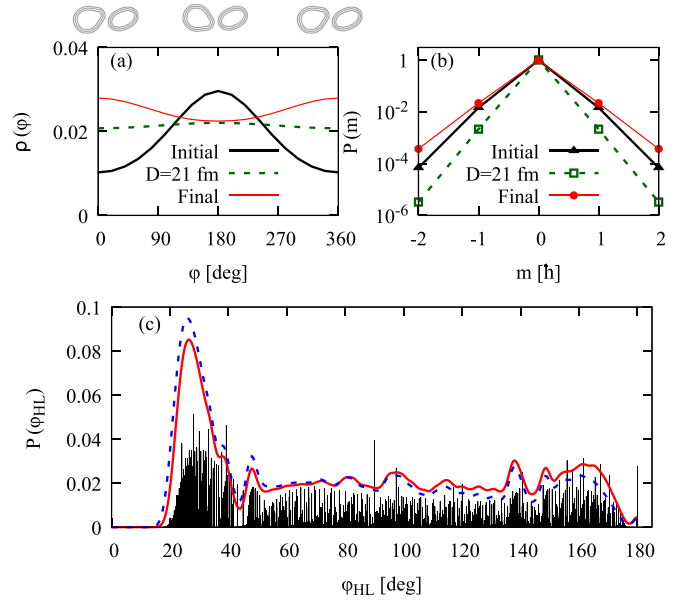 (a)
0.04
0.02
0
ρ(φ)
Initial
D=21 fm
Final
0 90 180 270 360
φ [deg]
(b)
1
10-2
10-4
10-6
P(m)
Initial
D=21 fm
Final
-2 -1 0 1 2
m [ħ]
(c)
0.1
0.08
0.06
0.04
0.02
0
P(φHL)
0 20 40 60 80 100 120 140 160 180
φHL [deg]